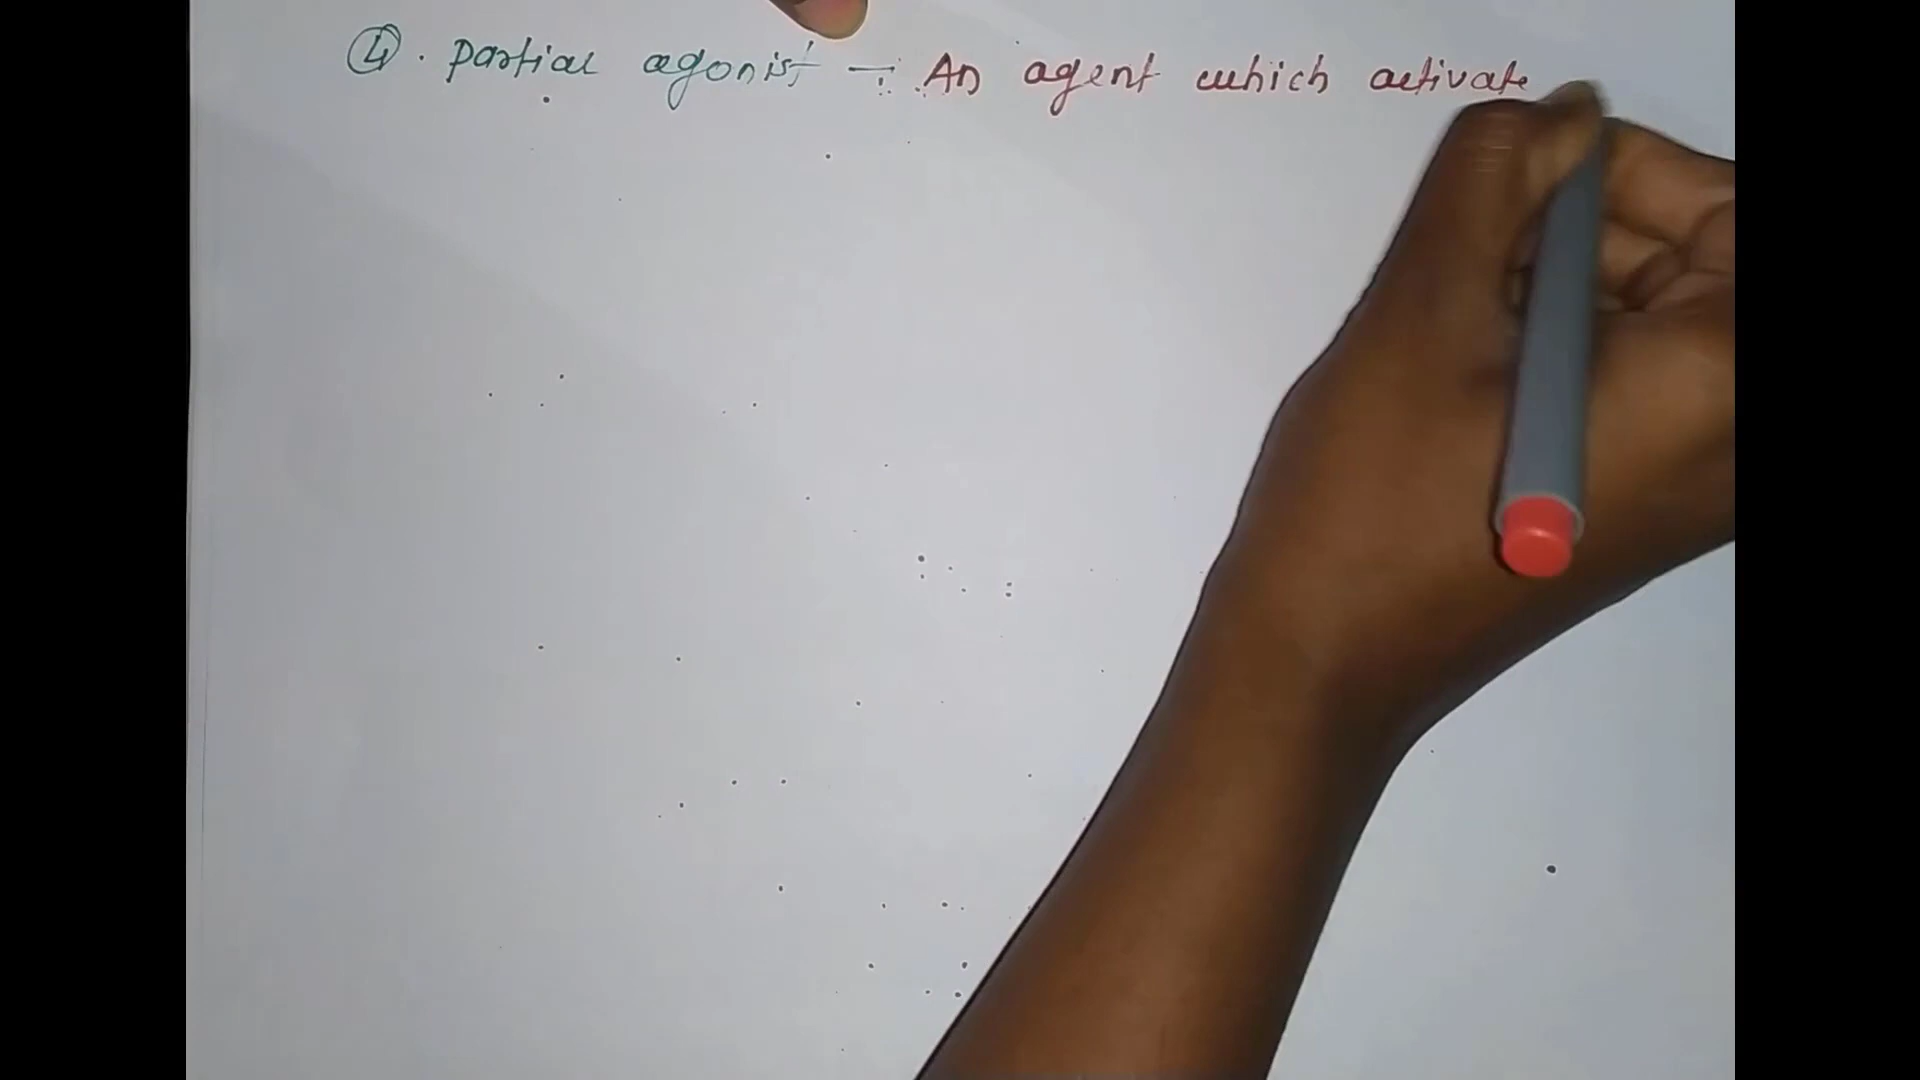 ④. Partial agonist - An agent which activate